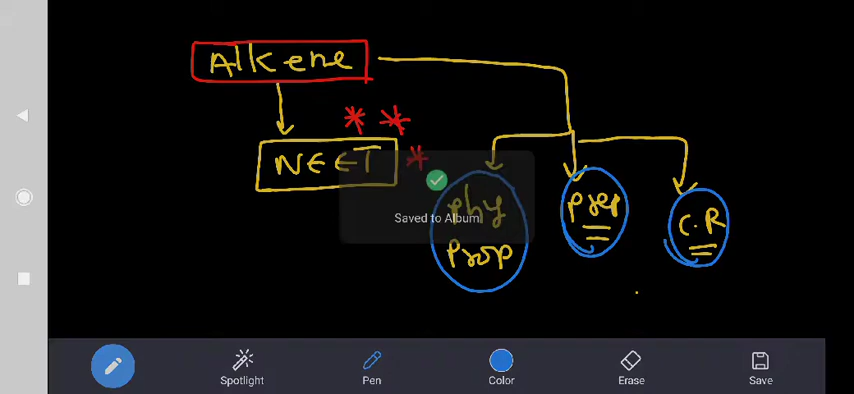 Alkene
NEET
Phy
Prop
Prep
C.R
Saved to Album
Spotlight
Pen
Color
Erase
Save